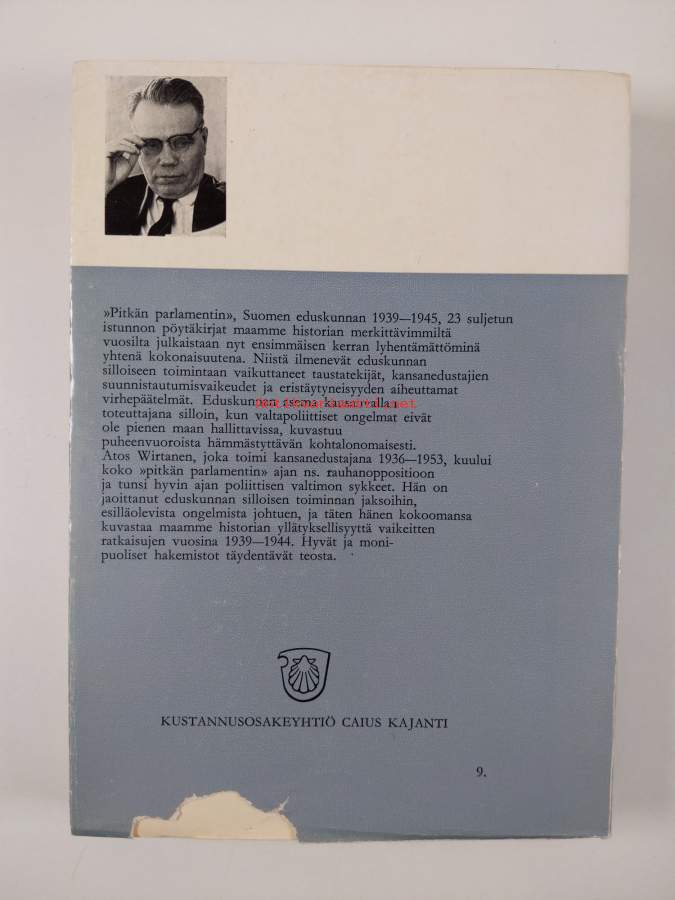 »Pitkän parlamentin», Suomen eduskunnan 1939—1945, 23 suljetun
istunnon pöytäkirjat maamme historian merkittävimmiltä
vuosilta julkaistaan nyt ensimmäisen kerran lyhentämättöminä
yhtenä kokonaisuutena. Niistä ilmenevät eduskunnan
silloiseen toimintaan vaikuttaneet taustatekijät, kansanedustajien
suunnistautumisvaikeudet ja eristäytyneisyyden aiheuttamat
virhepäätelmät. Eduskunnan asema kansanvallan
toteuttajana silloin, kun valtapoliittiset ongelmat eivät
ole pienen maan hallittavissa, kuvastuu
puheenvuoroista hämmästyttävän kohtalonomaisesti.
Atos Wirtanen, joka toimi kansanedustajana 1936—1953, kuului
koko »pitkän parlamentin» ajan ns. rauhanoppositioon
ja tunsi hyvin ajan poliittisen valtimon sykkeet. Hän on
jaoittanut eduskunnan silloisen toiminnan jaksoihin,
esilläolevista ongelmista johtuen, ja täten hänen kokoomansa
kuvastaa maamme historian yllätyksellisyyttä vaikeitten
ratkaisujen vuosina 1939—1944. Hyvät ja moni-
puoliset hakemistot täydentävät teosta.
KUSTANNUSOSAKEYHTIÖ CAIUS KAJANTI
9.